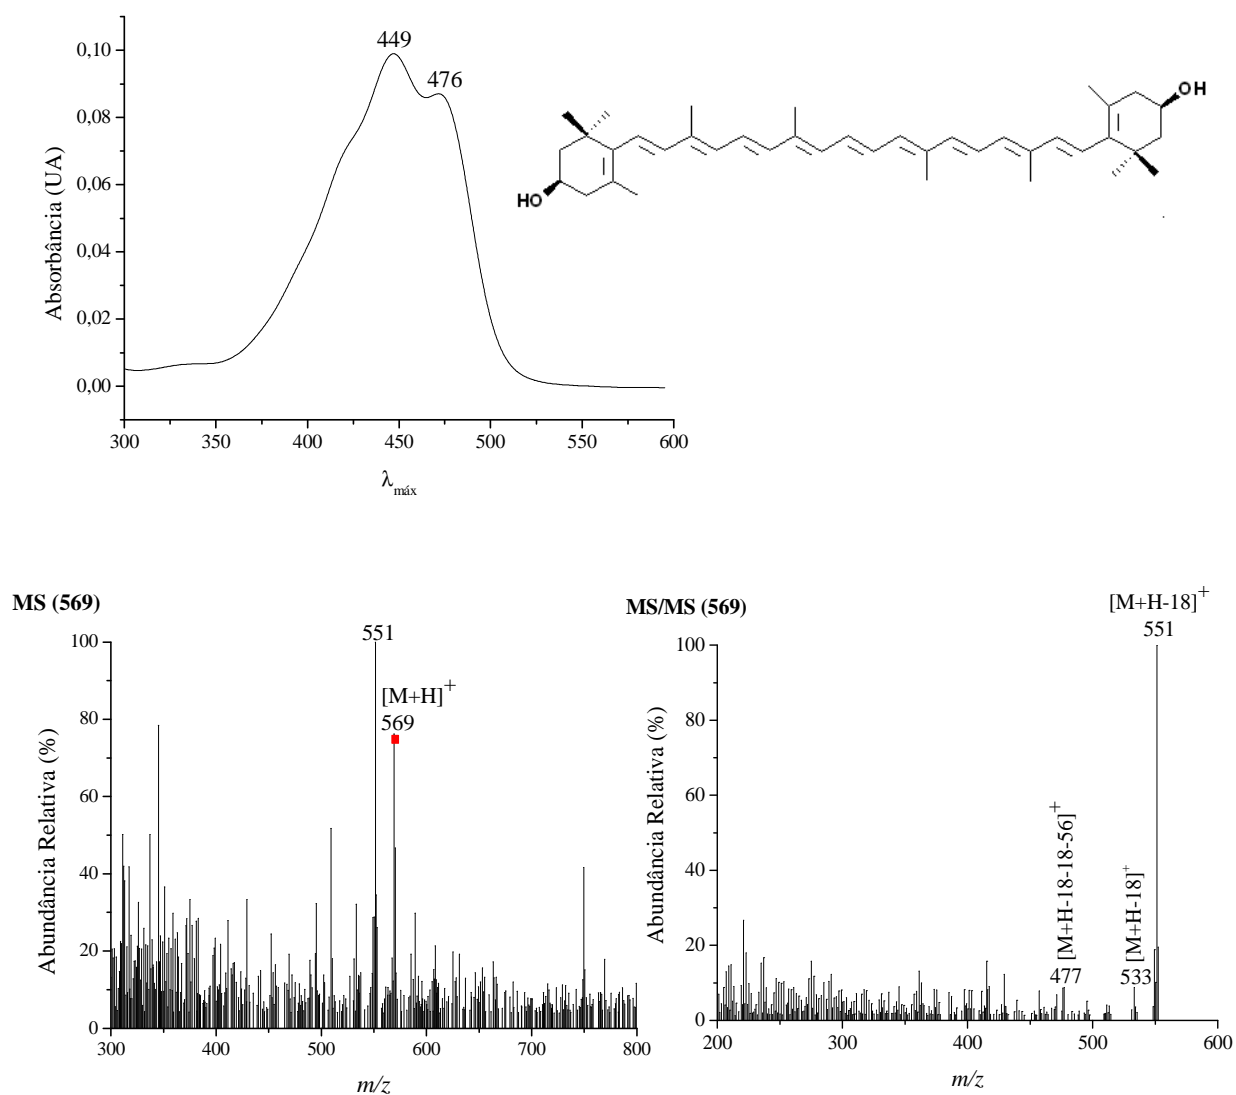 449
476
0,10
0,08
0,06
0,04
0,02
0,00
Absorbância (UA)
300 350 400 450 500 550 600
λmáx
OH
HO
MS (569)
551
[M+H]+
569
100
80
60
40
20
0
Abundância Relativa (%)
300 400 500 600 700 800
m/z
MS/MS (569)
[M+H-18]+
551
100
80
60
40
20
0
Abundância Relativa (%)
[M+H-18-18-56]+
477
[M+H-18]+
533
200 300 400 500 600
m/z